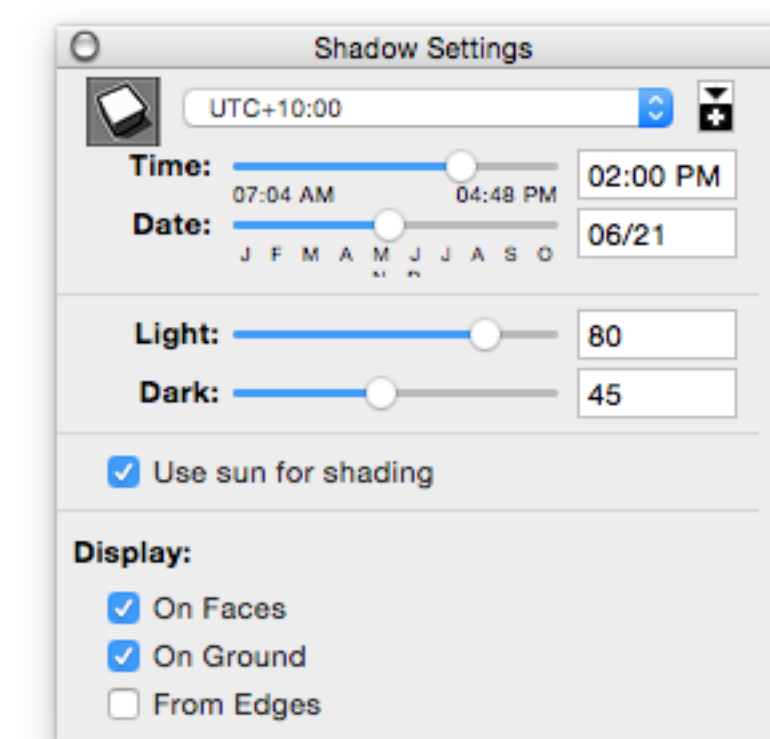 Shadow Settings
UTC+10:00
Time: 02:00 PM
07:04 AM 04:48 PM
Date: 06/21
J F M A M J J A S O
Light: 80
Dark: 45
Use sun for shading
Display:
On Faces
On Ground
From Edges